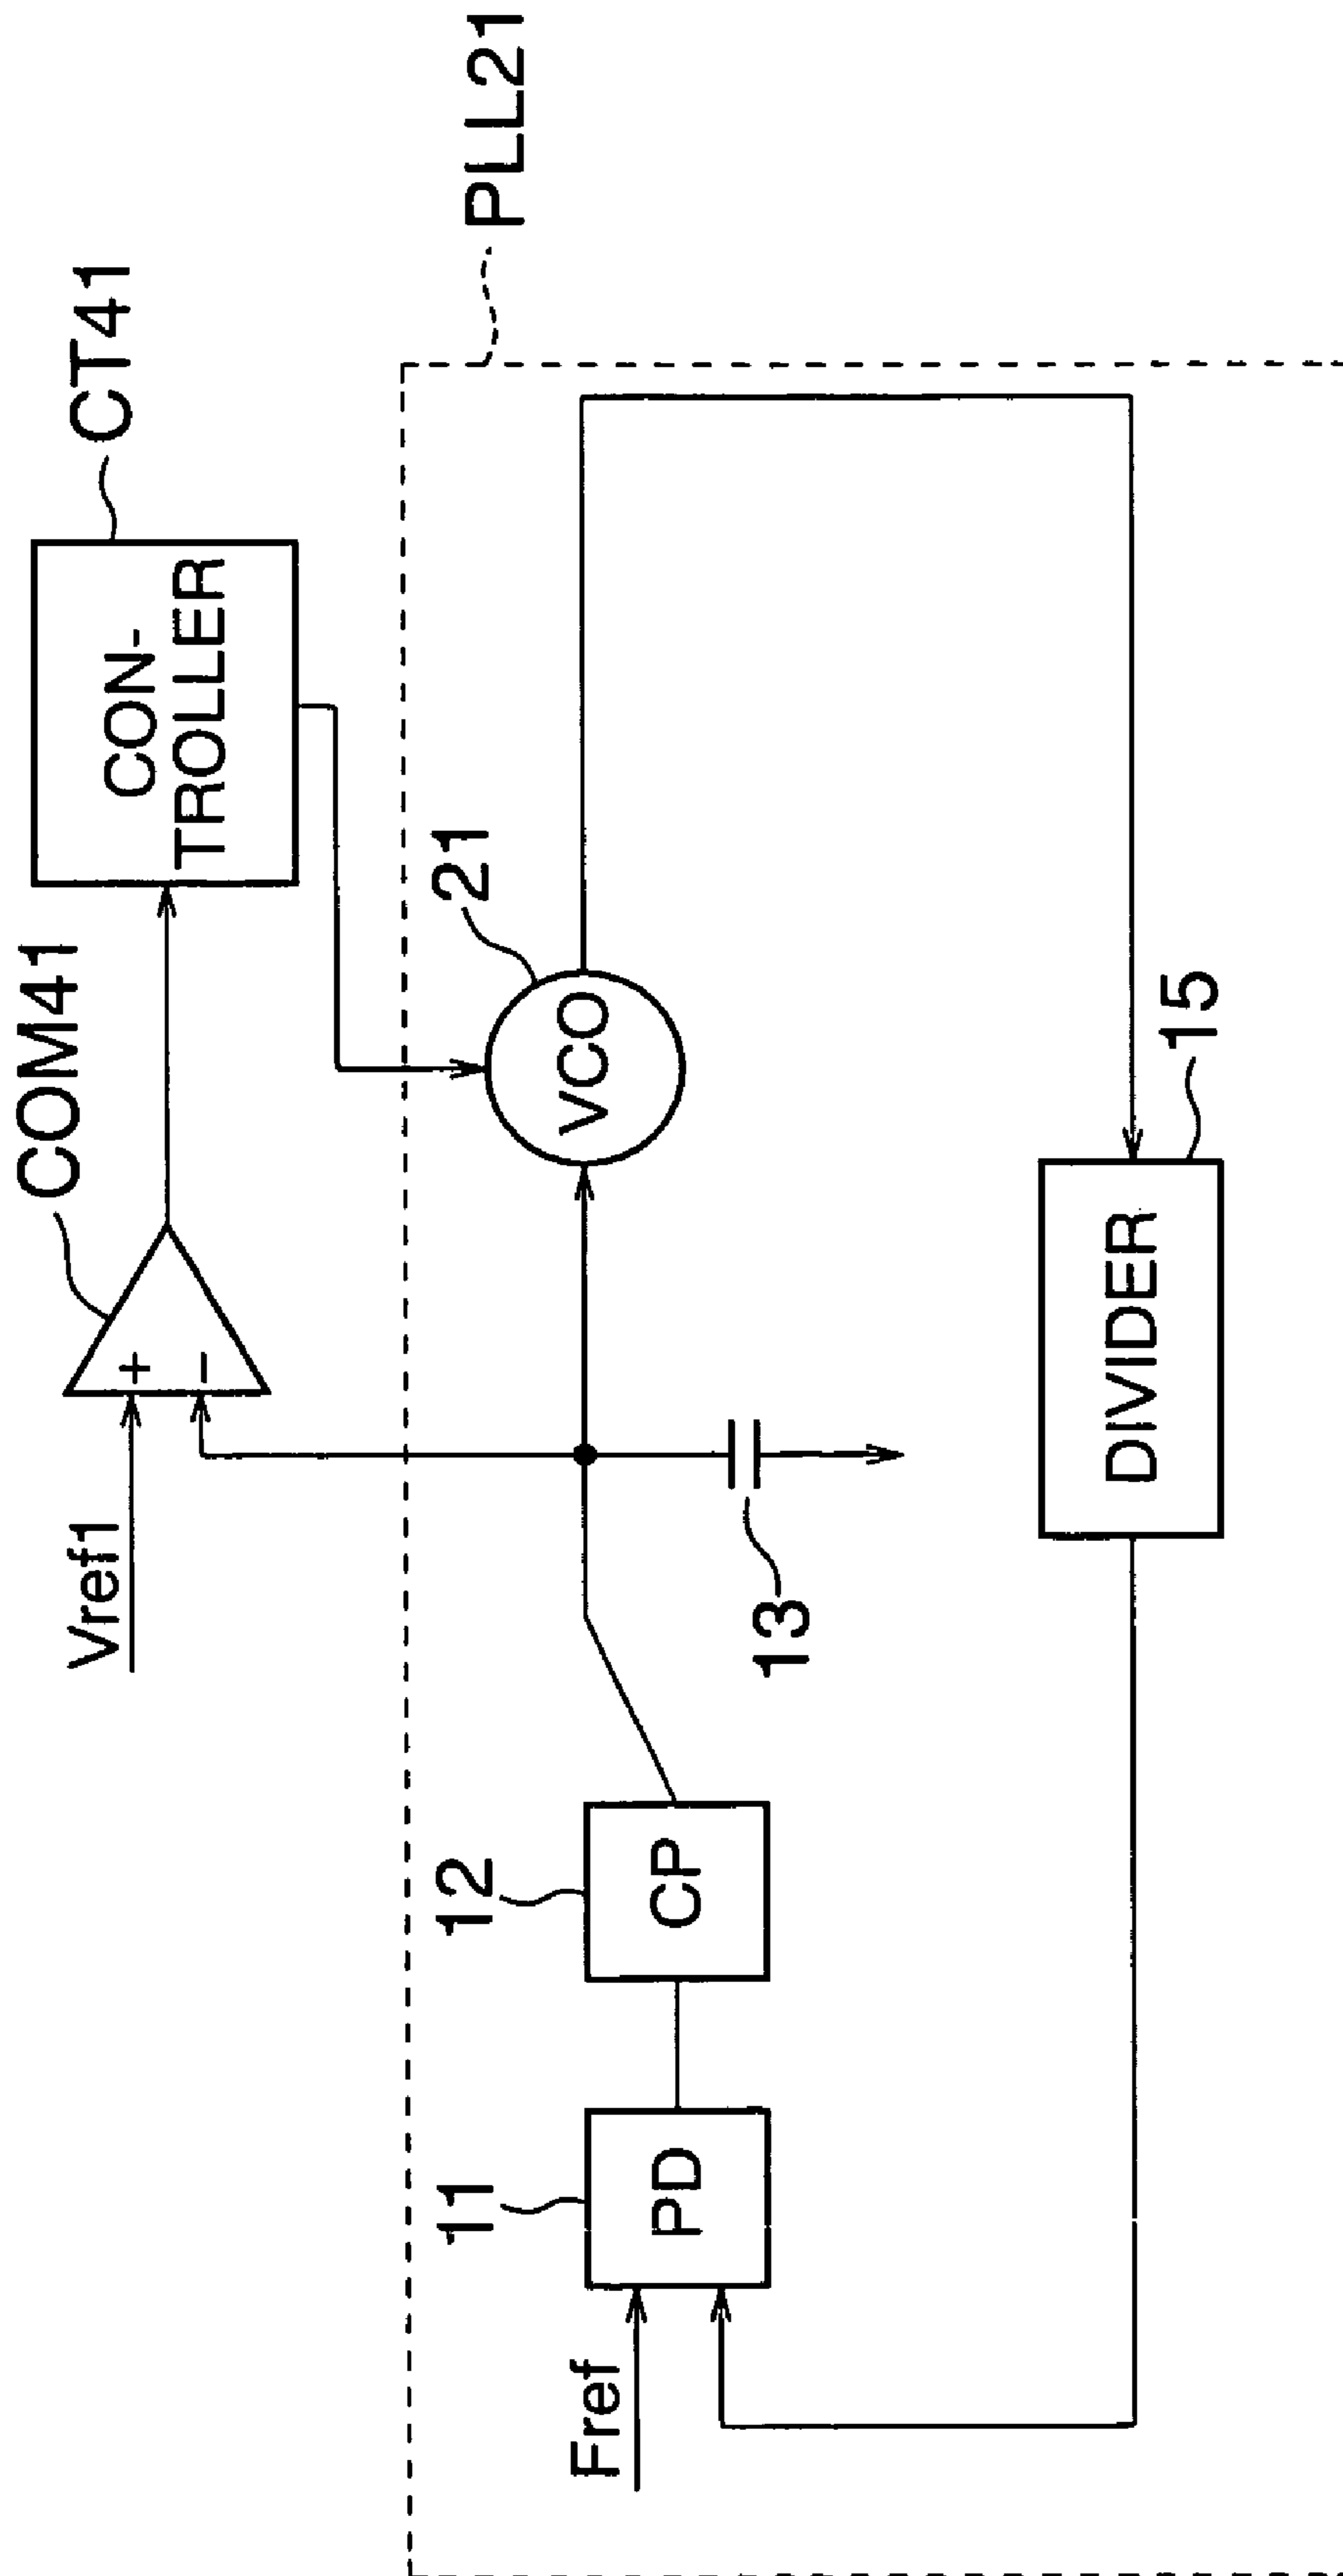 COM41
CT41
CON-
TROLLER
Vref1
+
-
PLL21
11
12
21
PD
CP
VCO
Fref
13
DIVIDER
15